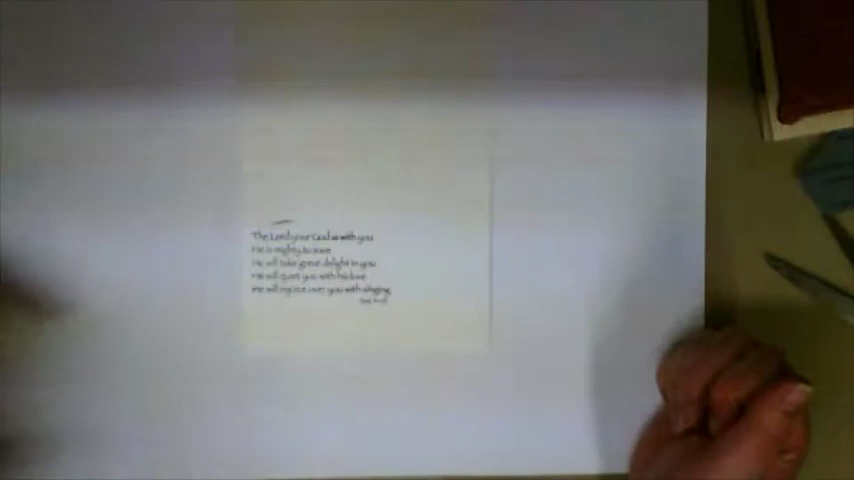 The Lord your God is with you
He is mighty to save
He will take great delight in you
He will quiet you with his love
He will rejoice over you with singing